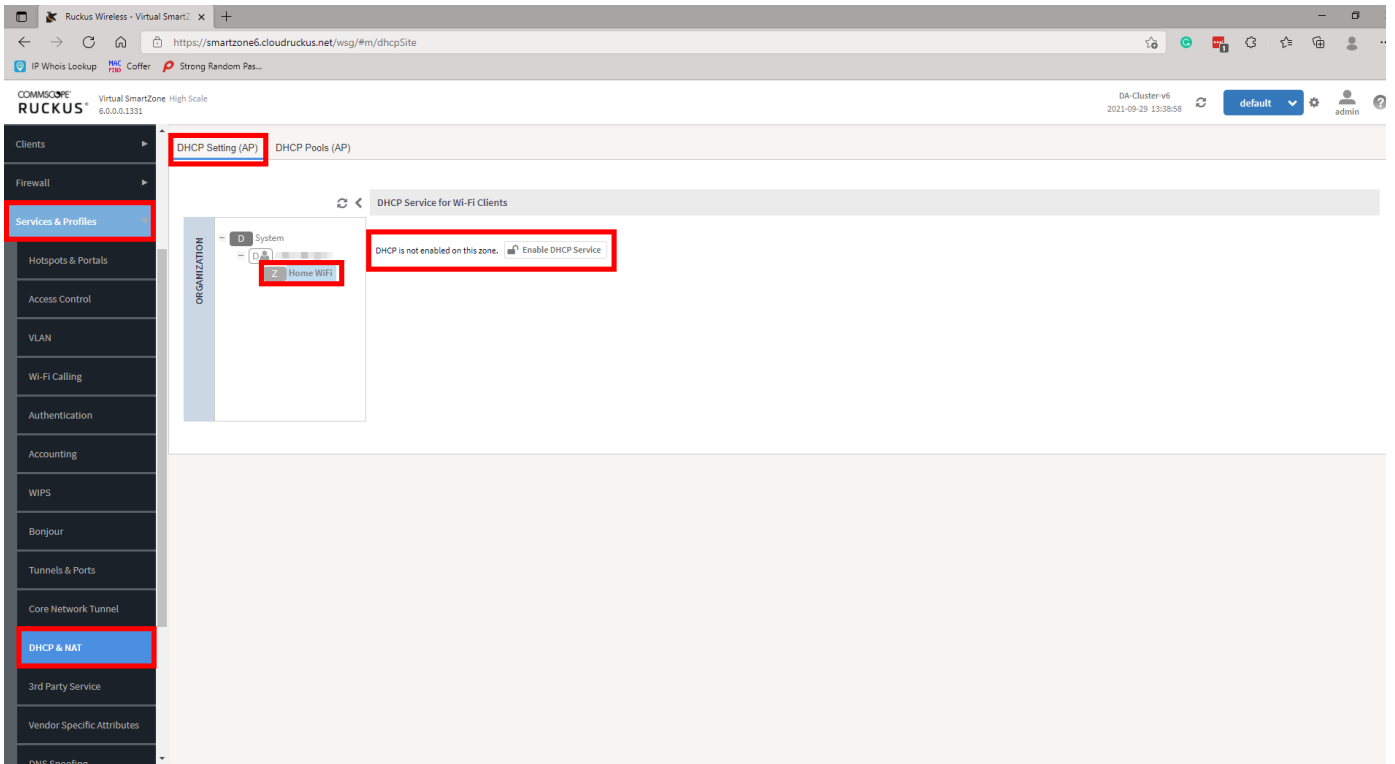 Ruckus Wireless - Virtual SmartZ
https://smartzone6.cloudruckus.net/wsg/#m/dhcpSite
IP Whois Lookup MAC FIND Coffer Strong Random Pas...
COMMSCOPE RUCKUS Virtual SmartZone High Scale
6.0.0.0.1331
DA-Cluster-v6
2021-09-29 13:38:58
default
admin
Clients
Firewall
Services & Profiles
Hotspots & Portals
Access Control
VLAN
Wi-Fi Calling
Authentication
Accounting
WIPS
Bonjour
Tunnels & Ports
Core Network Tunnel
DHCP & NAT
3rd Party Service
Vendor Specific Attributes
DNS Spoofing
DHCP Setting (AP) DHCP Pools (AP)
DHCP Service for Wi-Fi Clients
ORGANIZATION
D System
D
Z Home WiFi
DHCP is not enabled on this zone. Enable DHCP Service